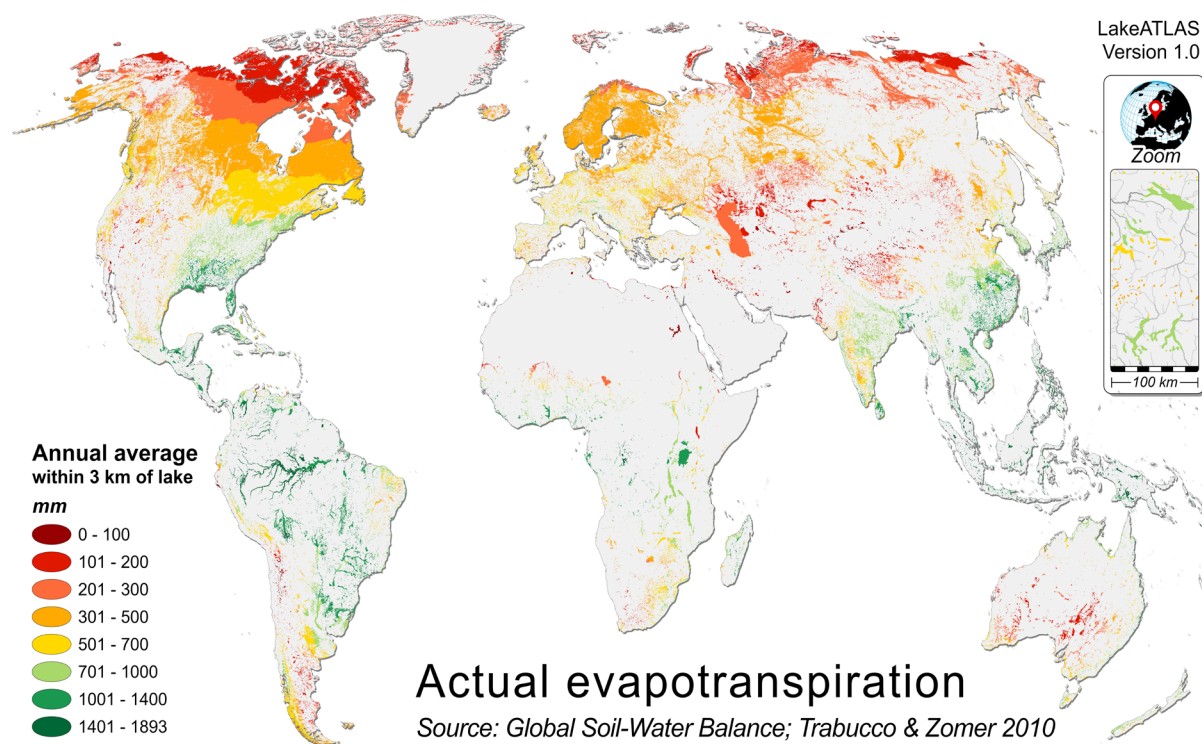 LakeATLAS
Version 1.0
Zoom
100 km
Annual average
within 3 km of lake
mm
0 - 100
101 - 200
201 - 300
301 - 500
501 - 700
701 - 1000
1001 - 1400
1401 - 1893
Actual evapotranspiration
Source: Global Soil-Water Balance; Trabucco & Zomer 2010